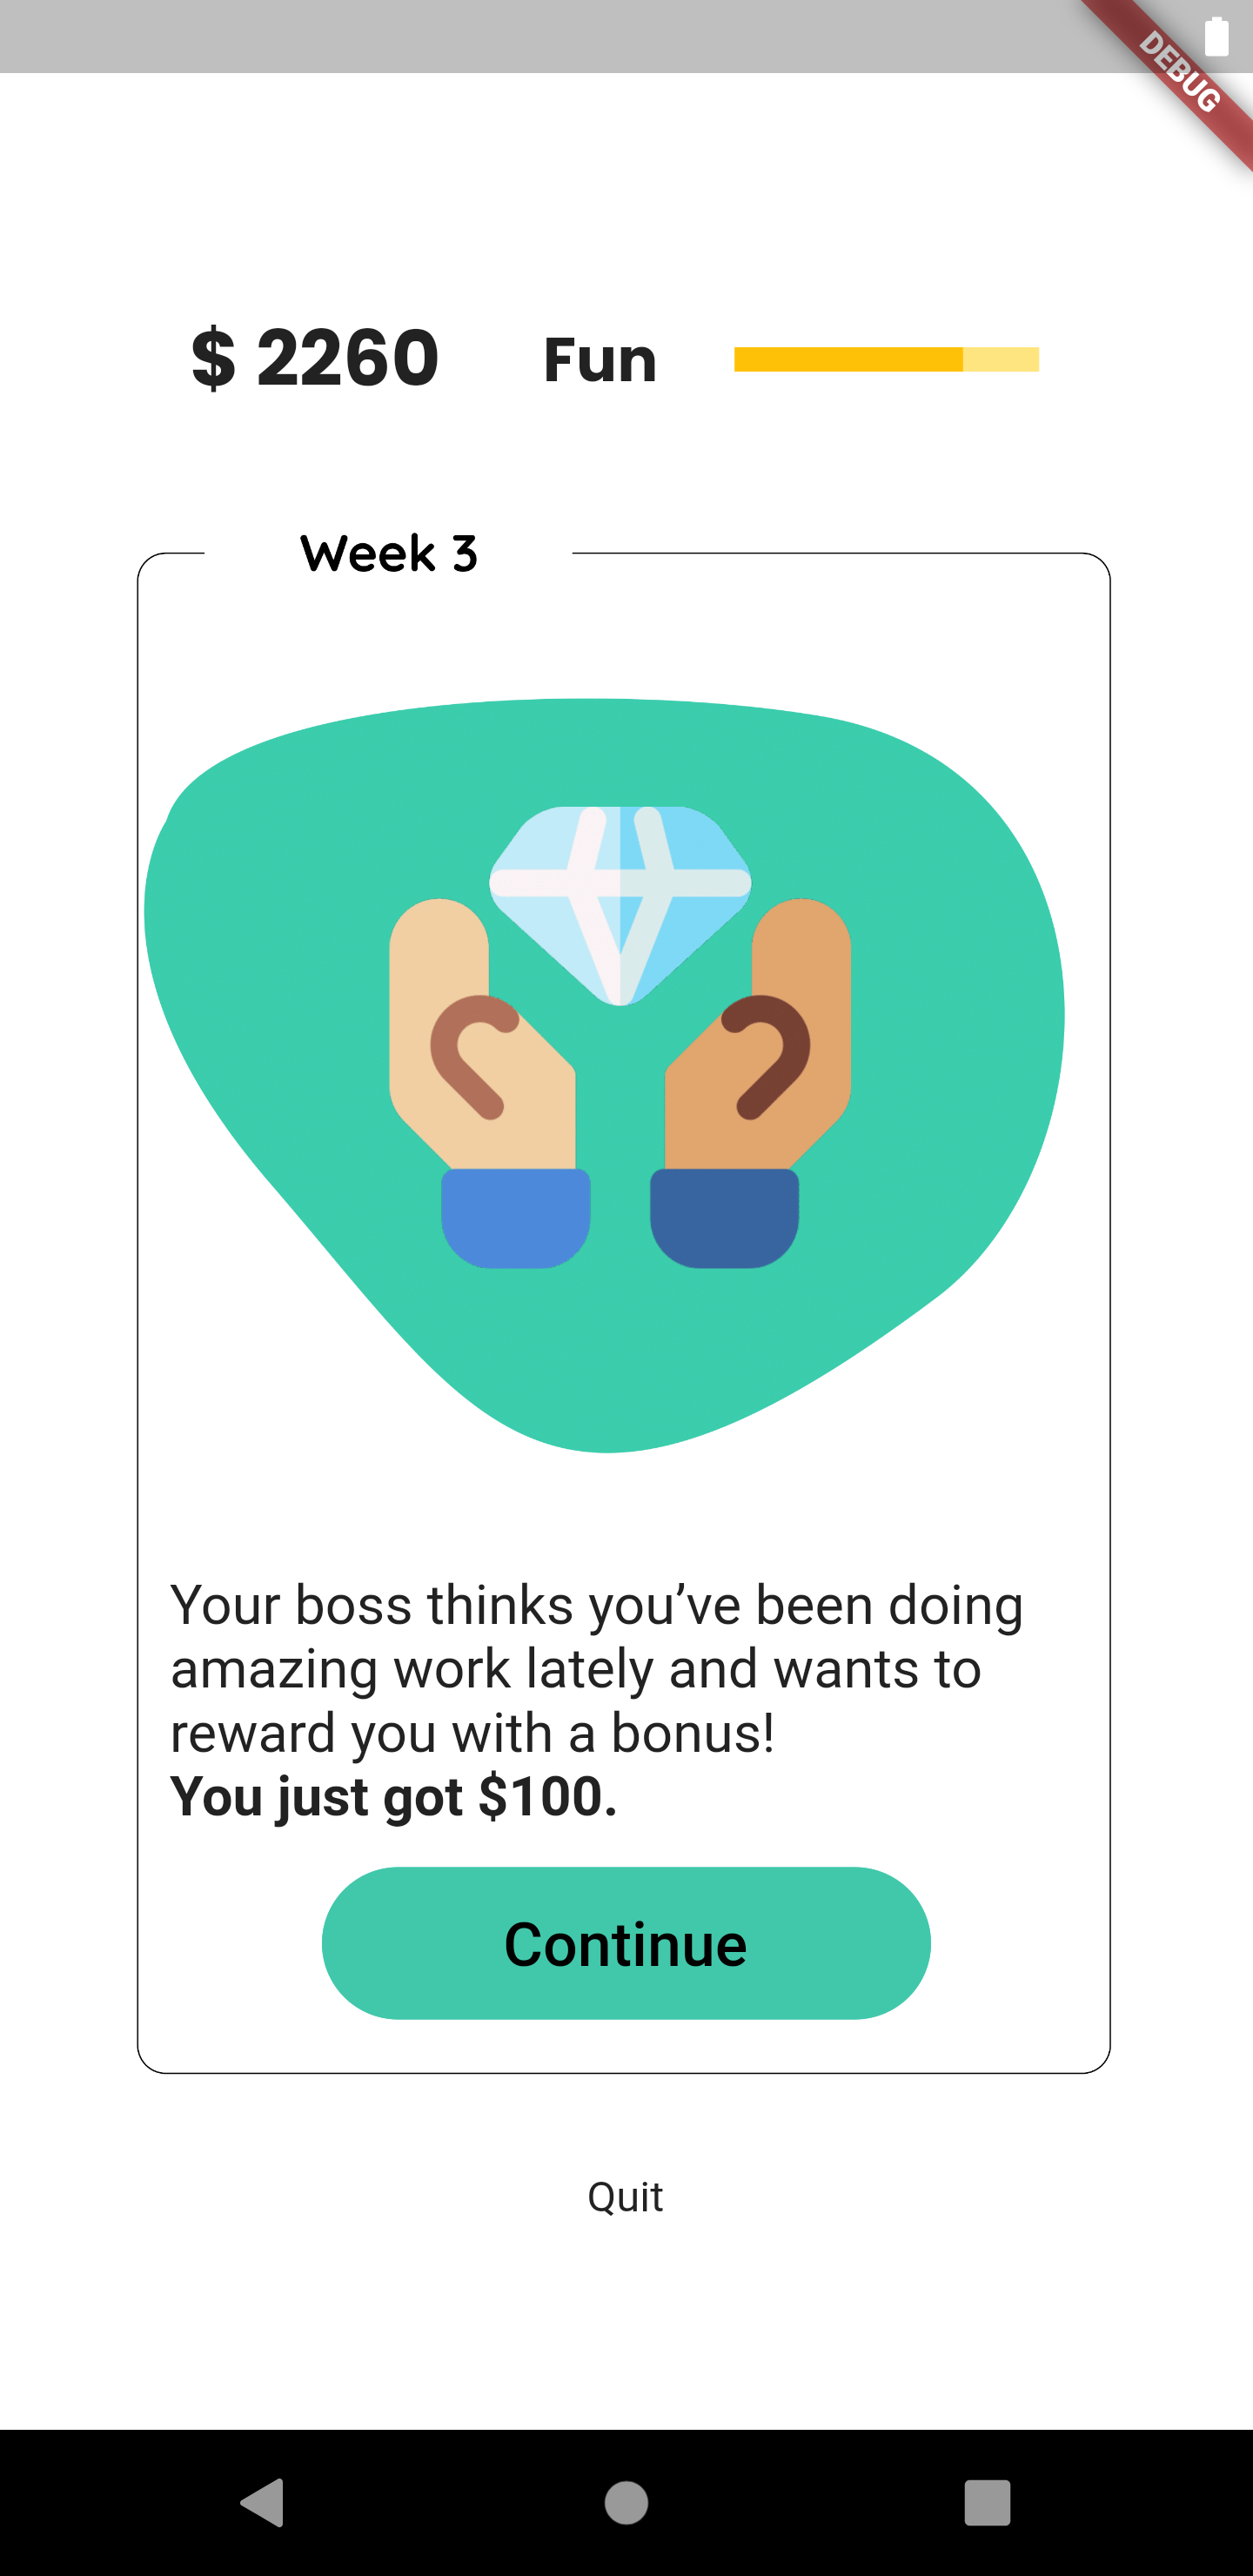 DEBUG
$ 2260
Fun
Week 3
Your boss thinks you’ve been doing
amazing work lately and wants to
reward you with a bonus!
You just got $100.
Continue
Quit